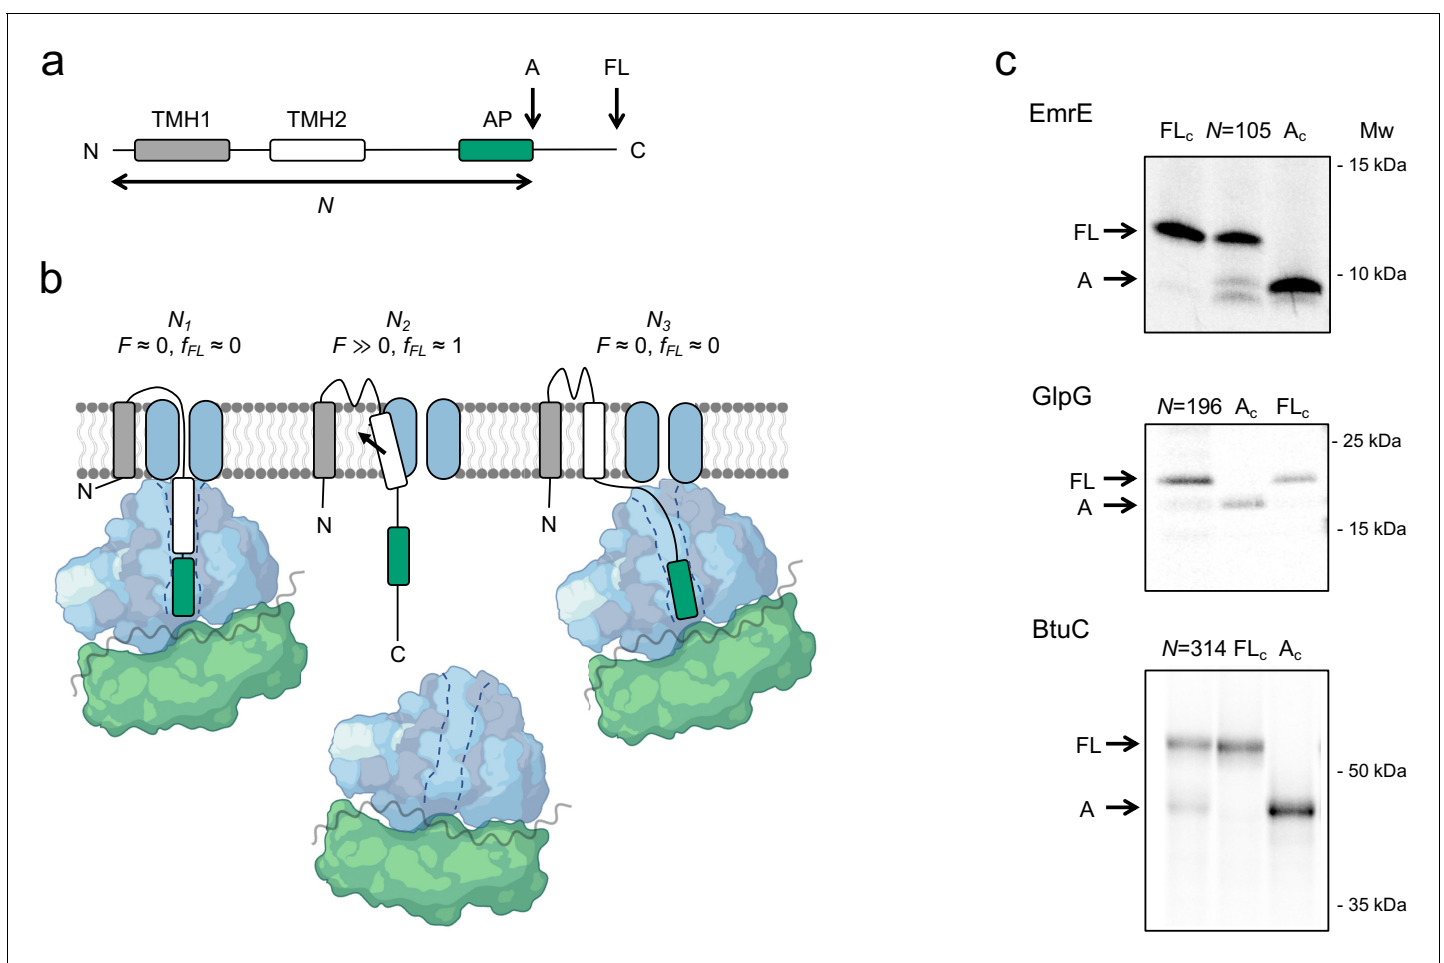 a
A FL
TMH1 TMH2 AP
N C
N
b
N1 N2 N3
F ≈ 0, fFL ≈ 0 F ≫ 0, fFL ≈ 1 F ≈ 0, fFL ≈ 0
N N N
C
c
EmrE
FLc N=105 Ac Mw
- 15 kDa
FL
A - 10 kDa
GlpG
N=196 Ac FLc
- 25 kDa
FL
A
- 15 kDa
BtuC
N=314 FLc Ac
FL
- 50 kDa
A
- 35 kDa